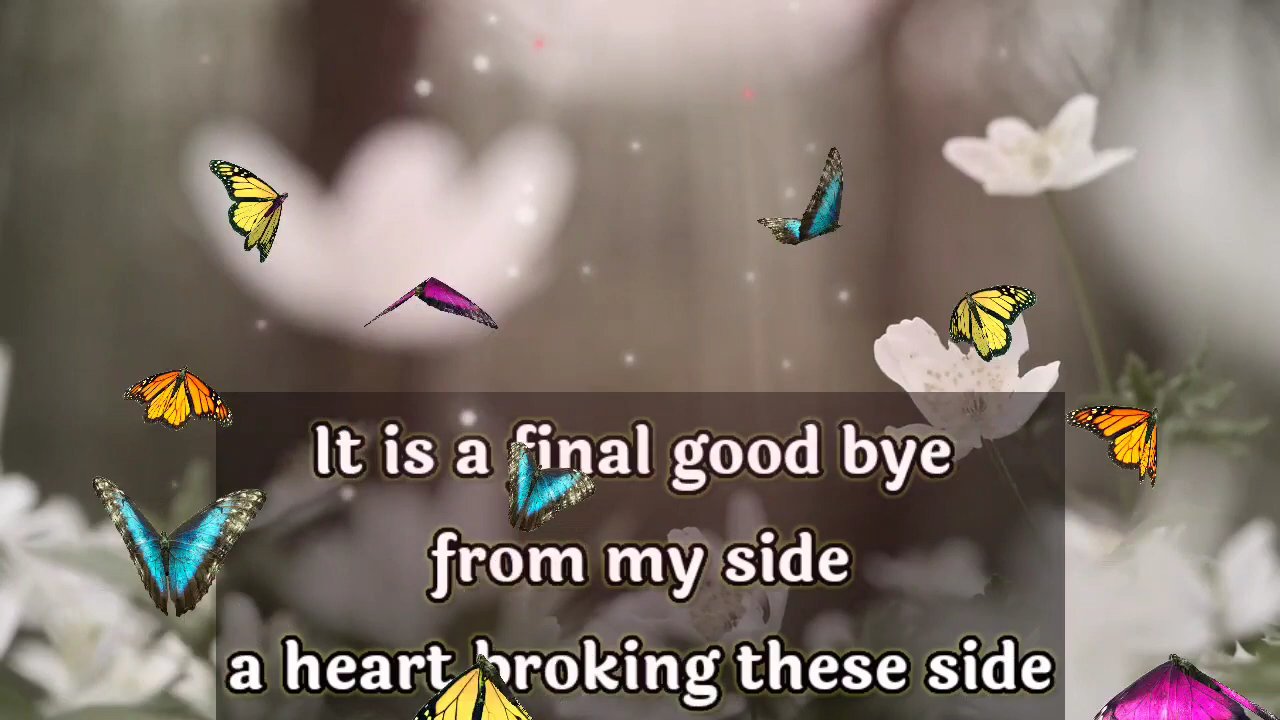 It is a final good bye
from my side
a heart broking these side